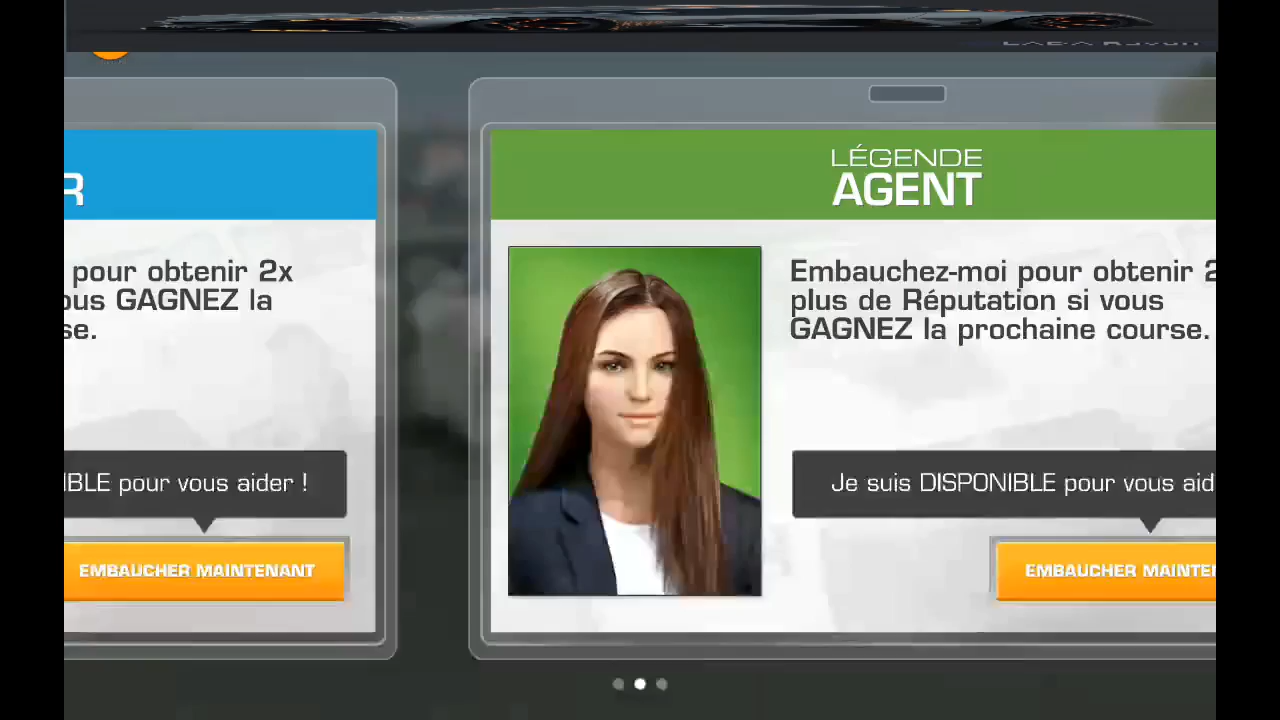 R
pour obtenir 2x
ous GAGNEZ la
se.
IBLE pour vous aider !
EMBAUCHER MAINTENANT
LÉGENDE
AGENT
Embauchez-moi pour obtenir 2
plus de Réputation si vous
GAGNEZ la prochaine course.
Je suis DISPONIBLE pour vous aid
EMBAUCHER MAINTE